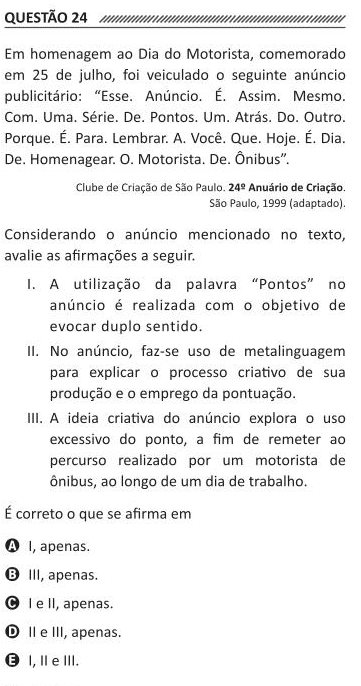 QUESTÃO 24
Em homenagem ao Dia do Motorista, comemorado
em 25 de julho, foi veiculado o seguinte anúncio
publicitário: “Esse. Anúncio. É. Assim. Mesmo.
Com. Uma. Série. De. Pontos. Um. Atrás. Do. Outro.
Porque. É. Para. Lembrar. A. Você. Que. Hoje. É. Dia.
De. Homenagear. O. Motorista. De. Ônibus”.
Clube de Criação de São Paulo. 24º Anuário de Criação.
São Paulo, 1999 (adaptado).
Considerando o anúncio mencionado no texto,
avalie as afirmações a seguir.
I. A utilização da palavra “Pontos” no
anúncio é realizada com o objetivo de
evocar duplo sentido.
II. No anúncio, faz-se uso de metalinguagem
para explicar o processo criativo de sua
produção e o emprego da pontuação.
III. A ideia criativa do anúncio explora o uso
excessivo do ponto, a fim de remeter ao
percurso realizado por um motorista de
ônibus, ao longo de um dia de trabalho.
É correto o que se afirma em
A I, apenas.
B III, apenas.
C I e II, apenas.
D II e III, apenas.
E I, II e III.